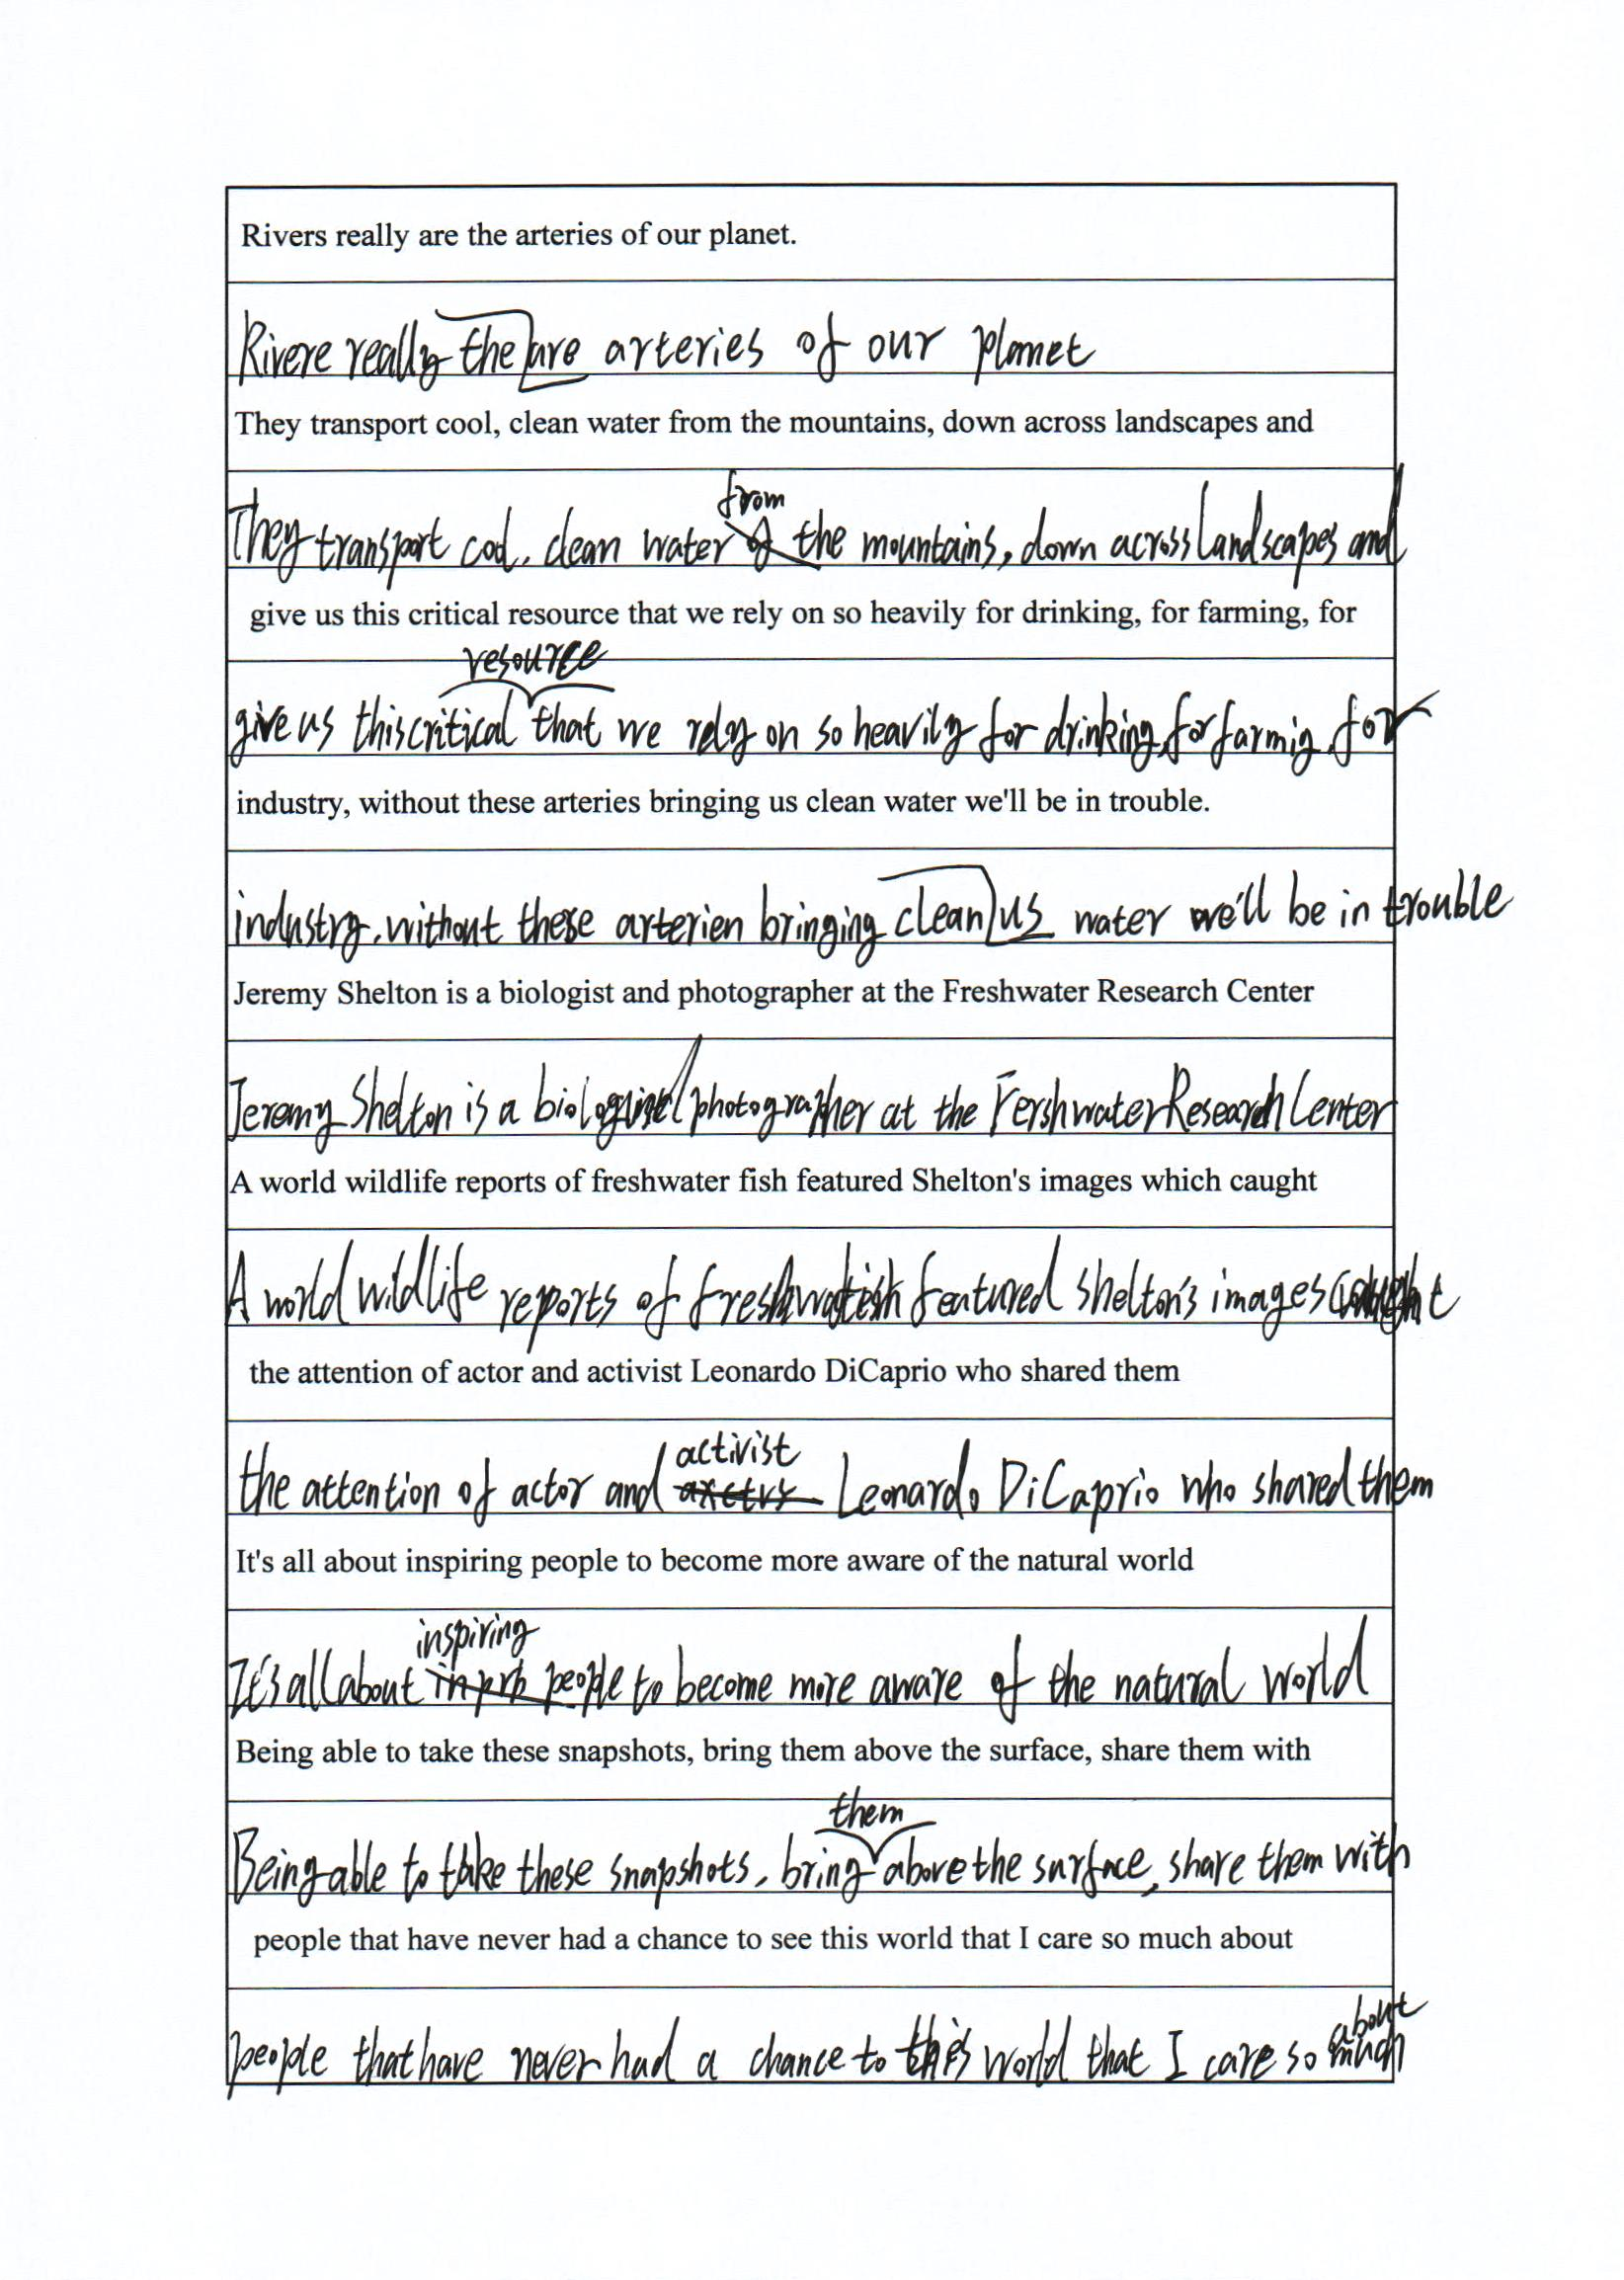 Rivers really are the arteries of our planet.
Rivere really are the arteries of our planet
They transport cool, clean water from the mountains, down across landscapes and
They transport cool, clean water from the mountains, down across landscapes and
give us this critical resource that we rely on so heavily for drinking, for farming, for
give us this critical resource that we rely on so heavily for drinking, for farmig, for
industry, without these arteries bringing us clean water we'll be in trouble.
industry, without these arterien bringing us clean water we'll be in trouble
Jeremy Shelton is a biologist and photographer at the Freshwater Research Center
Jeremy Shelton is a photographer at the Fershwater Research Center
A world wildlife reports of freshwater fish featured Shelton's images which caught
A world wildlife reports of featured shelton's images
the attention of actor and activist Leonardo DiCaprio who shared them
the attention of actor and activist Leonardo DiCaprio who shared them
It's all about inspiring people to become more aware of the natural world
It's all about inspiring people to become more aware of the natural world
Being able to take these snapshots, bring them above the surface, share them with
Being able to take these snapshots, bring them above the surface, share them with
people that have never had a chance to see this world that I care so much about
people that have never had a chance to this world that I care so much about